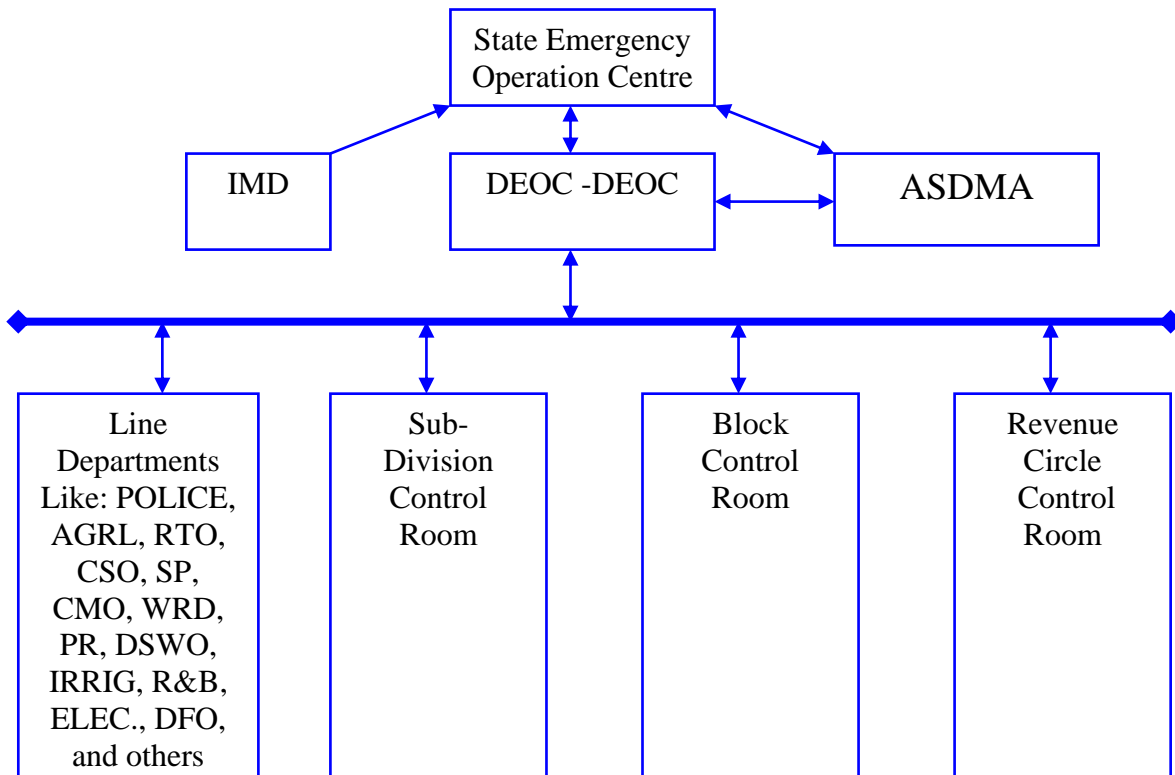 State Emergency
Operation Centre
IMD
DEOC -DEOC
ASDMA
Line
Departments
Like: POLICE,
AGRL, RTO,
CSO, SP,
CMO, WRD,
PR, DSWO,
IRRIG, R&B,
ELEC., DFO,
and others
Sub-
Division
Control
Room
Block
Control
Room
Revenue
Circle
Control
Room